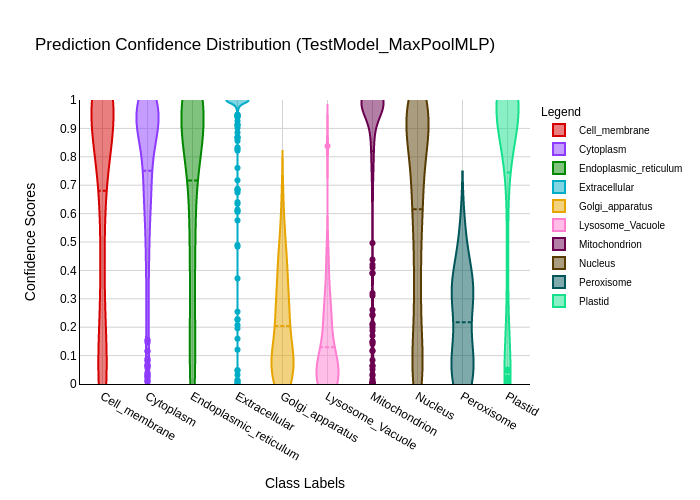 Prediction Confidence Distribution (TestModel_MaxPoolMLP)
Legend
Cell_membrane
Cytoplasm
Endoplasmic_reticulum
Extracellular
Golgi_apparatus
Lysosome_Vacuole
Mitochondrion
Nucleus
Peroxisome
Plastid
Confidence Scores
1
0.9
0.8
0.7
0.6
0.5
0.4
0.3
0.2
0.1
0
Cell_membrane
Cytoplasm
Endoplasmic_reticulum
Extracellular
Golgi_apparatus
Lysosome_Vacuole
Mitochondrion
Nucleus
Peroxisome
Plastid
Class Labels